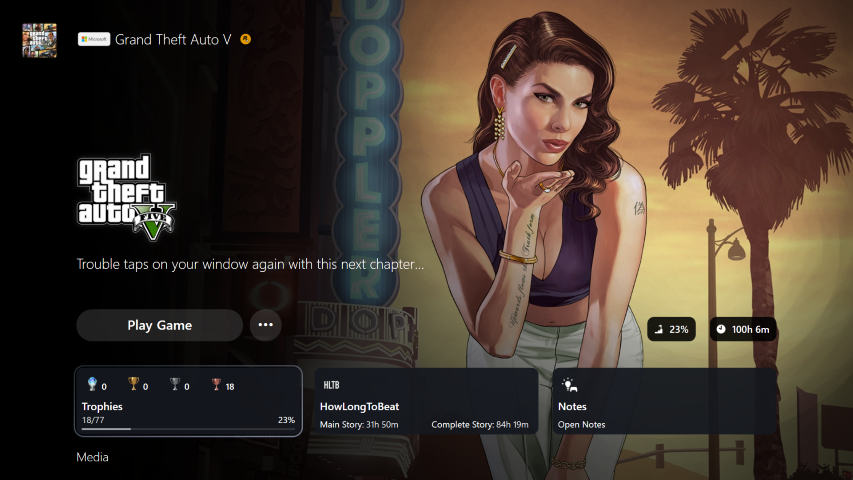 Microsoft
Grand Theft Auto V
grand
theft
auto
FIVE
DOPPLER
Trouble taps on your window again with this next chapter...
DOPPL
Play Game
23%
100h 6m
0
0
0
18
Trophies
18/77
23%
HLTB
HowLongToBeat
Main Story: 31h 50m
Complete Story: 84h 19m
Notes
Open Notes
Media